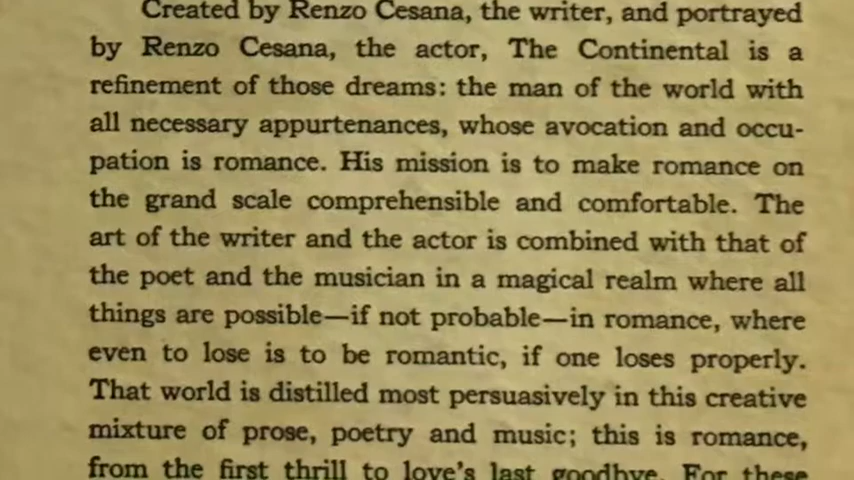 Created by Renzo Cesana, the writer, and portrayed
by Renzo Cesana, the actor, The Continental is a
refinement of those dreams: the man of the world with
all necessary appurtenances, whose avocation and occu-
pation is romance. His mission is to make romance on
the grand scale comprehensible and comfortable. The
art of the writer and the actor is combined with that of
the poet and the musician in a magical realm where all
things are possible—if not probable—in romance, where
even to lose is to be romantic, if one loses properly.
That world is distilled most persuasively in this creative
mixture of prose, poetry and music; this is romance,
from the first thrill to love's last goodbye. For these